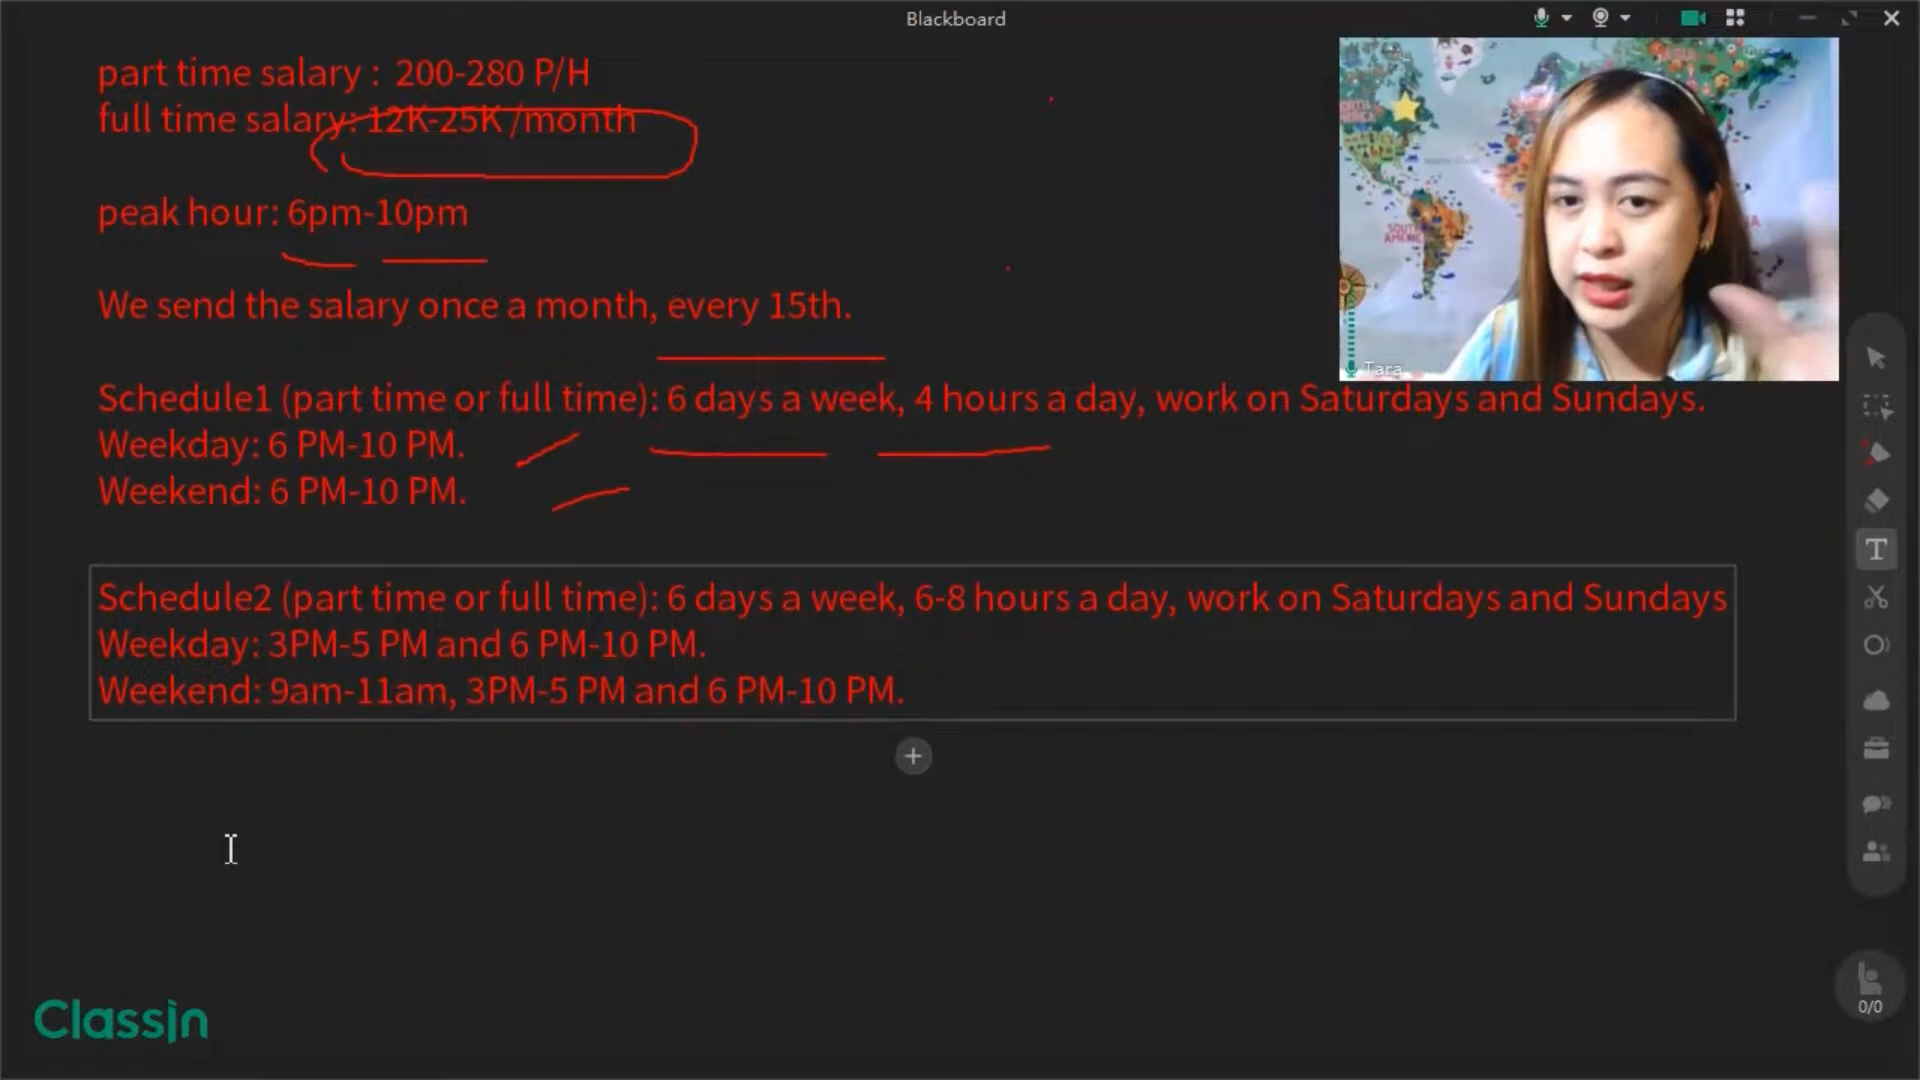 Blackboard
part time salary : 200-280 P/H
full time salary: 12K-25K /month
peak hour: 6pm-10pm
We send the salary once a month, every 15th.
Tara
Schedule1 (part time or full time): 6 days a week, 4 hours a day, work on Saturdays and Sundays.
Weekday: 6 PM-10 PM.
Weekend: 6 PM-10 PM.
Schedule2 (part time or full time): 6 days a week, 6-8 hours a day, work on Saturdays and Sundays
Weekday: 3PM-5 PM and 6 PM-10 PM.
Weekend: 9am-11am, 3PM-5 PM and 6 PM-10 PM.
T
0/0
ClassIn